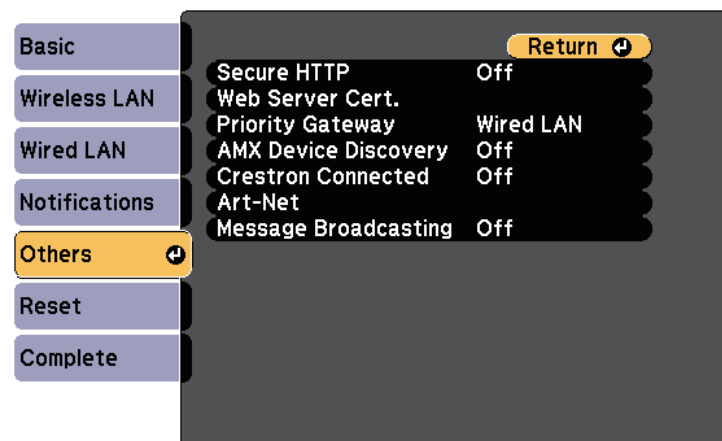 Basic
Wireless LAN
Wired LAN
Notifications
Others
Reset
Complete
Return
Secure HTTP Off
Web Server Cert.
Priority Gateway Wired LAN
AMX Device Discovery Off
Crestron Connected Off
Art-Net
Message Broadcasting Off